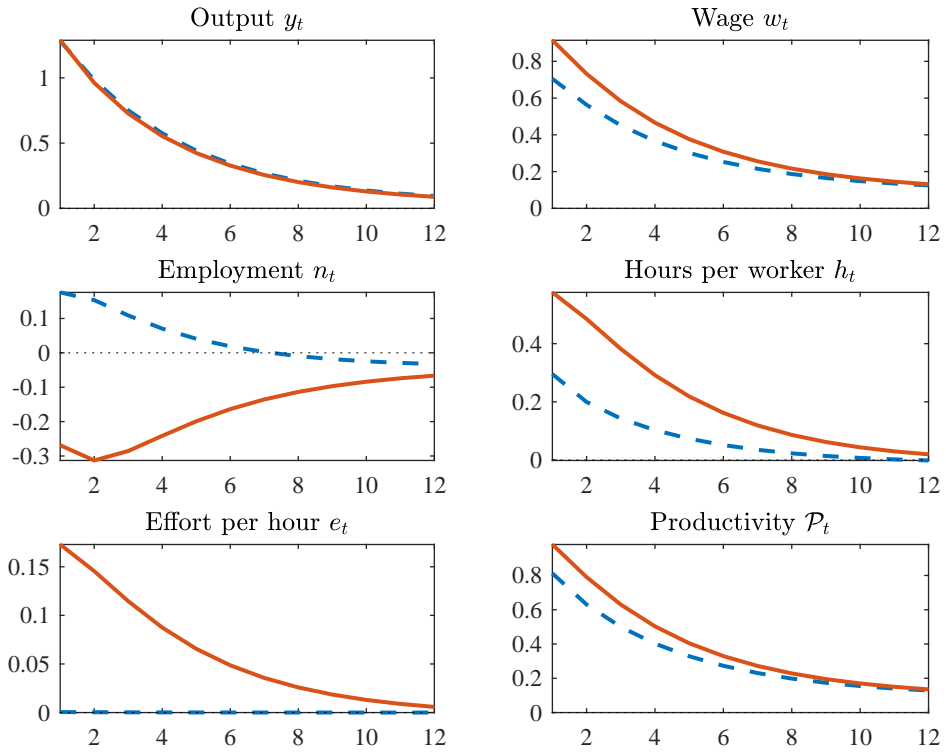 Output y_t
1
0.5
0
2 4 6 8 10 12
Wage w_t
0.8
0.6
0.4
0.2
0
2 4 6 8 10 12
Employment n_t
0.1
0
-0.1
-0.2
-0.3
2 4 6 8 10 12
Hours per worker h_t
0.4
0.2
0
2 4 6 8 10 12
Effort per hour e_t
0.15
0.1
0.05
0
2 4 6 8 10 12
Productivity 𝒫_t
0.8
0.6
0.4
0.2
0
2 4 6 8 10 12